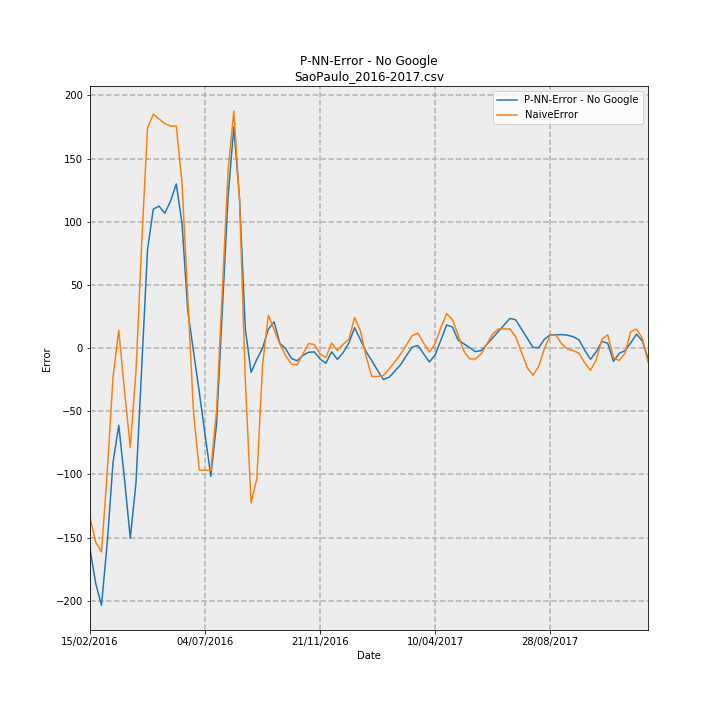 P-NN-Error - No Google
SaoPaulo_2016-2017.csv
P-NN-Error - No Google
NaiveError
200
150
100
50
0
−50
−100
−150
−200
Error
15/02/2016
04/07/2016
21/11/2016
10/04/2017
28/08/2017
Date